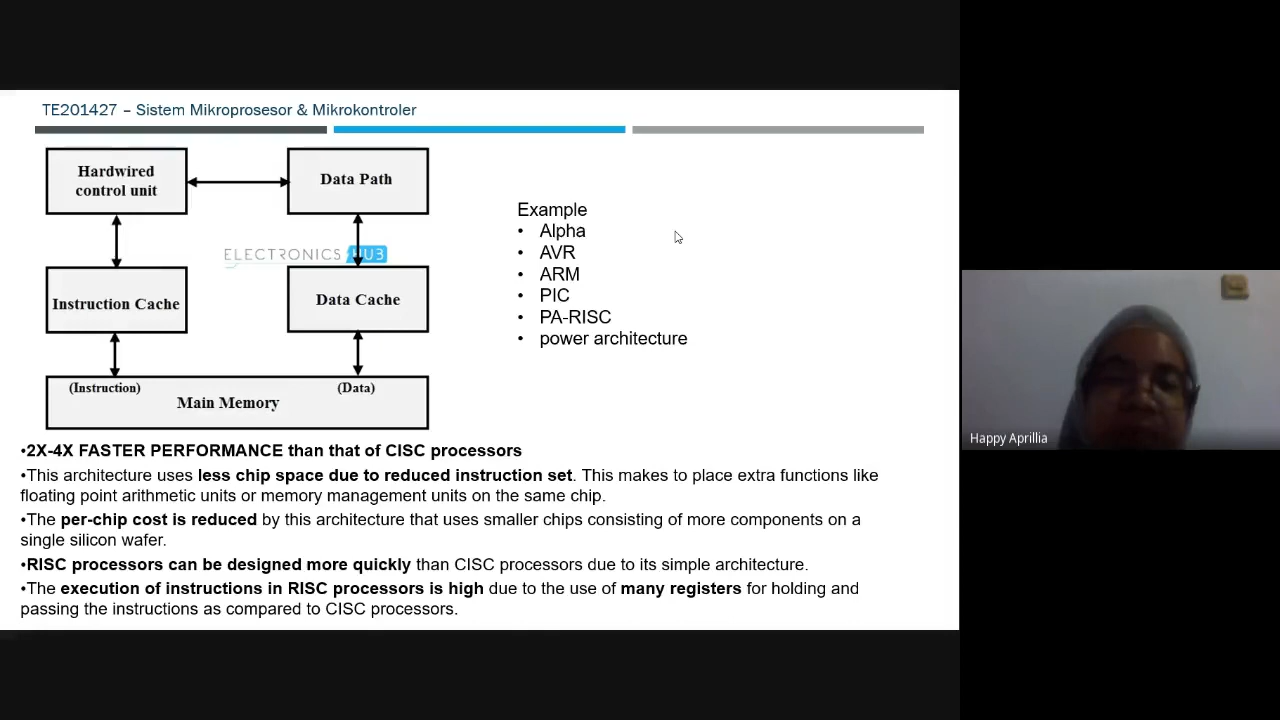 TE201427 – Sistem Mikroprosesor & Mikrokontroler
Hardwired
control unit
Data Path
ELECTRONICS HUB
Instruction Cache
Data Cache
(Instruction)
(Data)
Main Memory
Example
• Alpha
• AVR
• ARM
• PIC
• PA-RISC
• power architecture
•2X-4X FASTER PERFORMANCE than that of CISC processors
•This architecture uses less chip space due to reduced instruction set. This makes to place extra functions like
floating point arithmetic units or memory management units on the same chip.
•The per-chip cost is reduced by this architecture that uses smaller chips consisting of more components on a
single silicon wafer.
•RISC processors can be designed more quickly than CISC processors due to its simple architecture.
•The execution of instructions in RISC processors is high due to the use of many registers for holding and
passing the instructions as compared to CISC processors.
Happy Aprillia